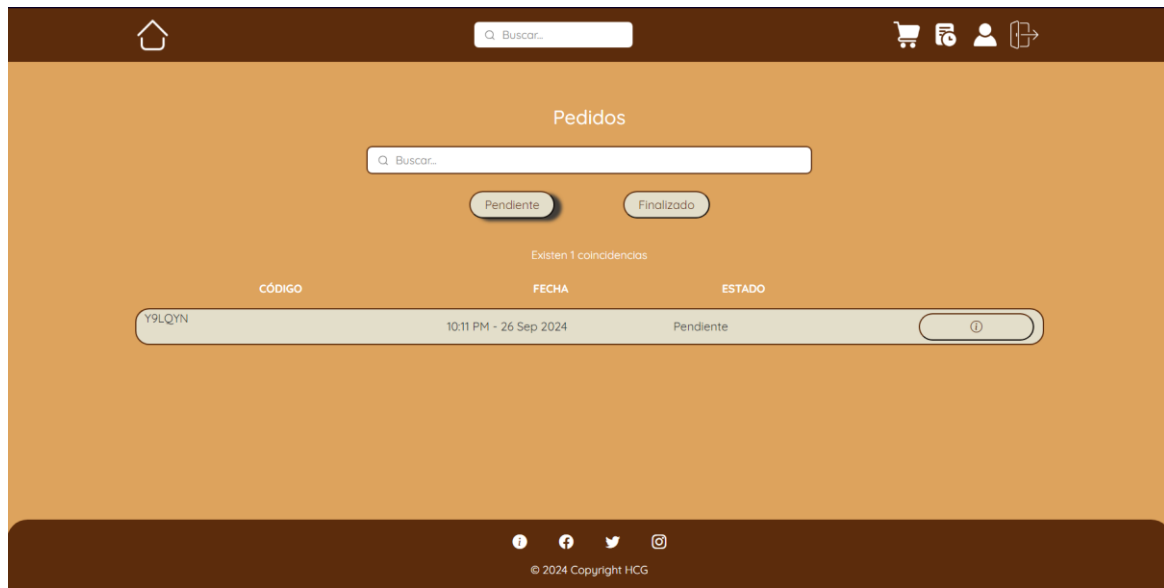 Buscar...
Pedidos
Buscar...
Pendiente Finalizado
Existen 1 coincidencias
CÓDIGO FECHA ESTADO
Y9LQYN 10:11 PM - 26 Sep 2024 Pendiente
© 2024 Copyright HCG